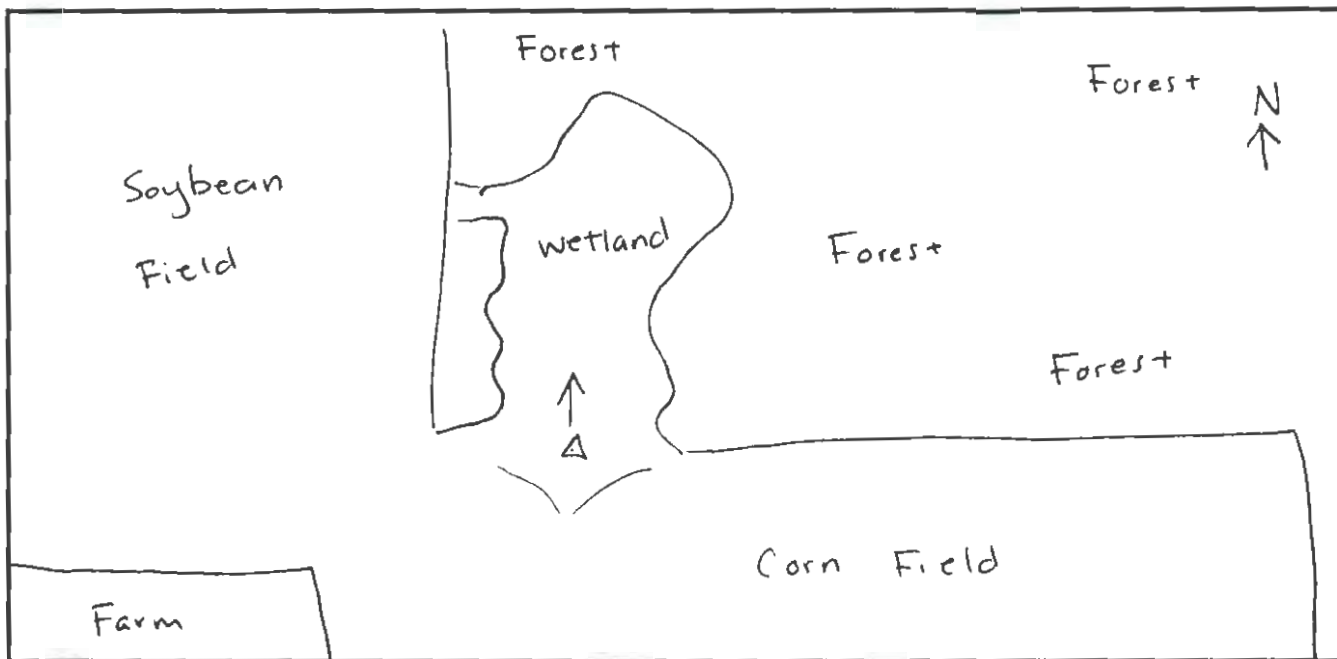 Forest
Forest
N
Soybean
Field
wetland
Forest
Forest
Corn Field
Farm